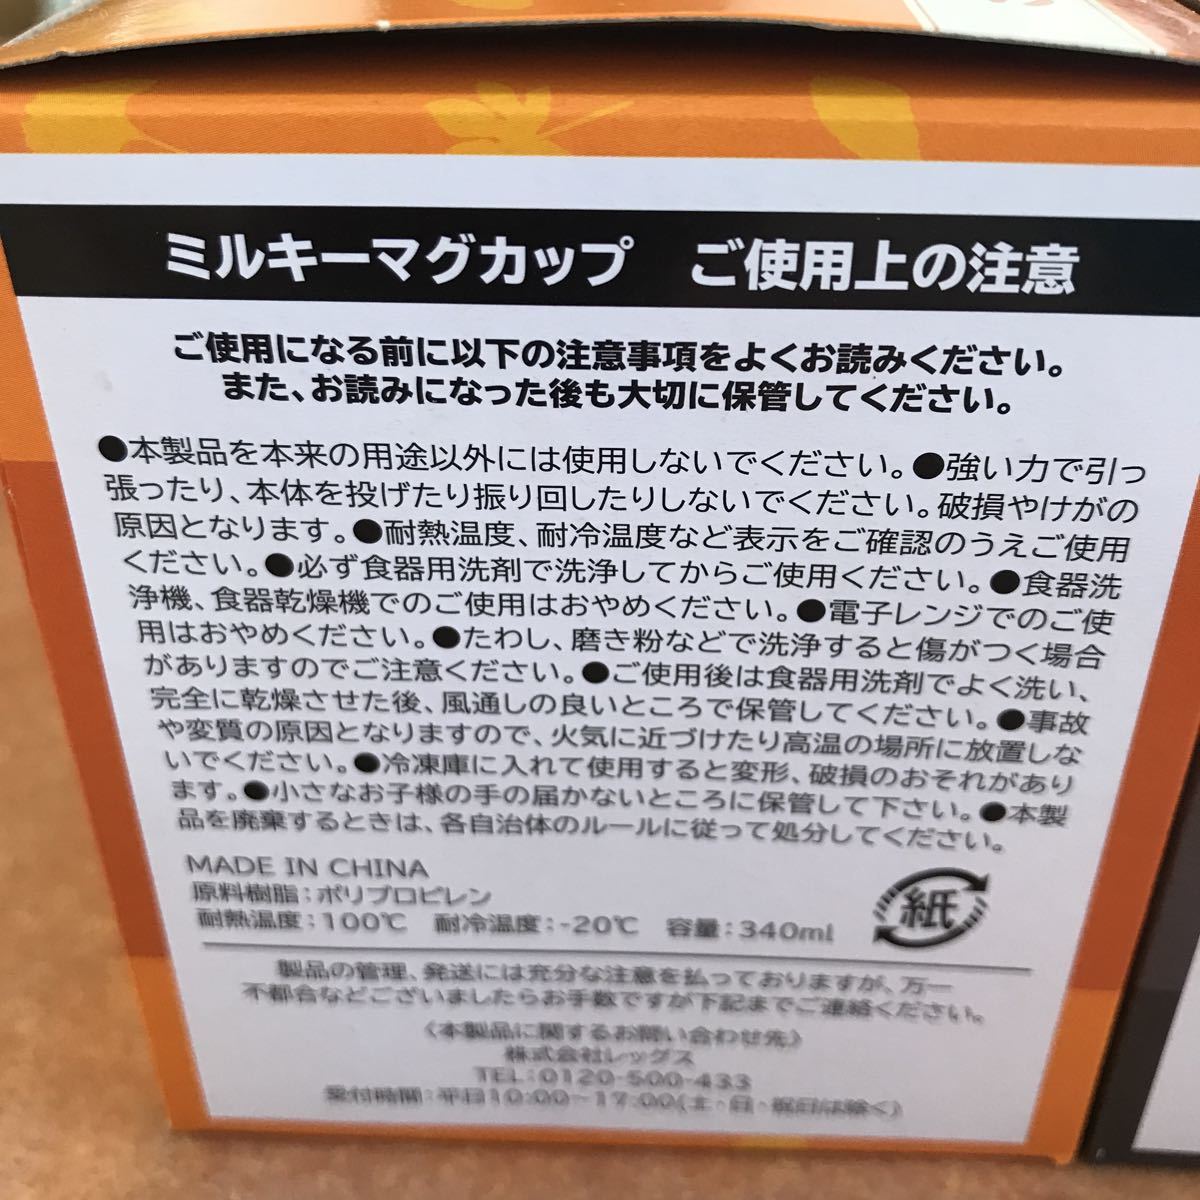 ミルキーマグカップ　ご使用上の注意
ご使用になる前に以下の注意事項をよくお読みください。
また、お読みになった後も大切に保管してください。
●本製品を本来の用途以外には使用しないでください。●強い力で引っ
張ったり、本体を投げたり振り回したりしないでください。破損やけがの
原因となります。●耐熱温度、耐冷温度など表示をご確認のうえご使用
ください。●必ず食器用洗剤で洗浄してからご使用ください。●食器洗
浄機、食器乾燥機でのご使用はおやめください。●電子レンジでのご使
用はおやめください。●たわし、磨き粉などで洗浄すると傷がつく場合
がありますのでご注意ください。●ご使用後は食器用洗剤でよく洗い、
完全に乾燥させた後、風通しの良いところで保管してください。●事故
や変質の原因となりますので、火気に近づけたり高温の場所に放置しな
いでください。●冷凍庫に入れて使用すると変形、破損のおそれがあり
ます。●小さなお子様の手の届かないところに保管して下さい。●本製
品を廃棄するときは、各自治体のルールに従って処分してください。
MADE IN CHINA
原料樹脂：ポリプロピレン
耐熱温度：100℃　耐冷温度：-20℃　容量：340ml
紙
製品の管理、発送には充分な注意を払っておりますが、万一
不都合などございましたらお手数ですが下記までご連絡ください。
〈本製品に関するお問い合わせ先〉
株式会社レッグス
TEL：0120-500-433
受付時間：平日10:00〜17:00(土・日・祝日は除く)